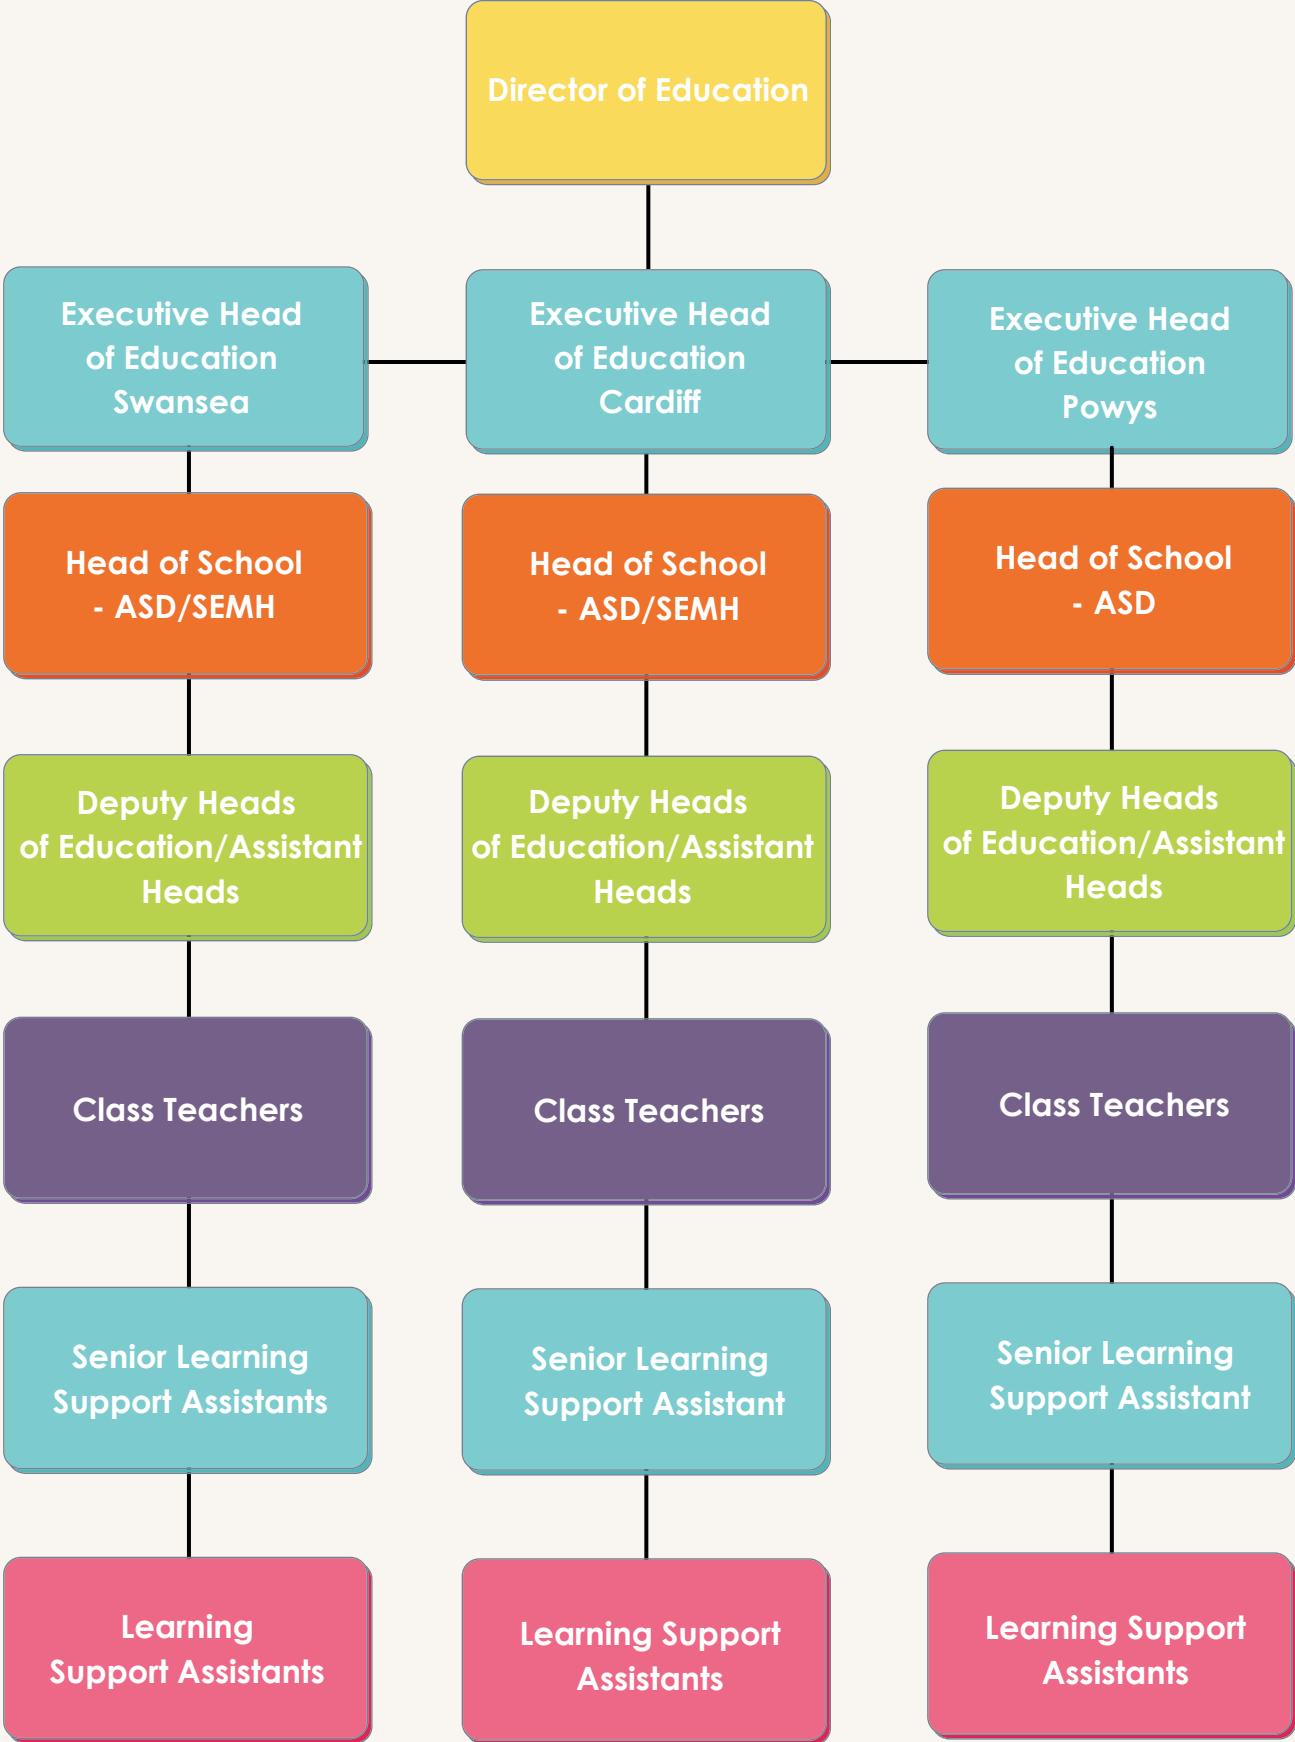 Director of Education
Executive Head
of Education
Swansea
Executive Head
of Education
Cardiff
Executive Head
of Education
Powys
Head of School
- ASD/SEMH
Head of School
- ASD/SEMH
Head of School
- ASD
Deputy Heads
of Education/Assistant
Heads
Deputy Heads
of Education/Assistant
Heads
Deputy Heads
of Education/Assistant
Heads
Class Teachers
Class Teachers
Class Teachers
Senior Learning
Support Assistants
Senior Learning
Support Assistant
Senior Learning
Support Assistant
Learning
Support Assistants
Learning Support
Assistants
Learning Support
Assistants